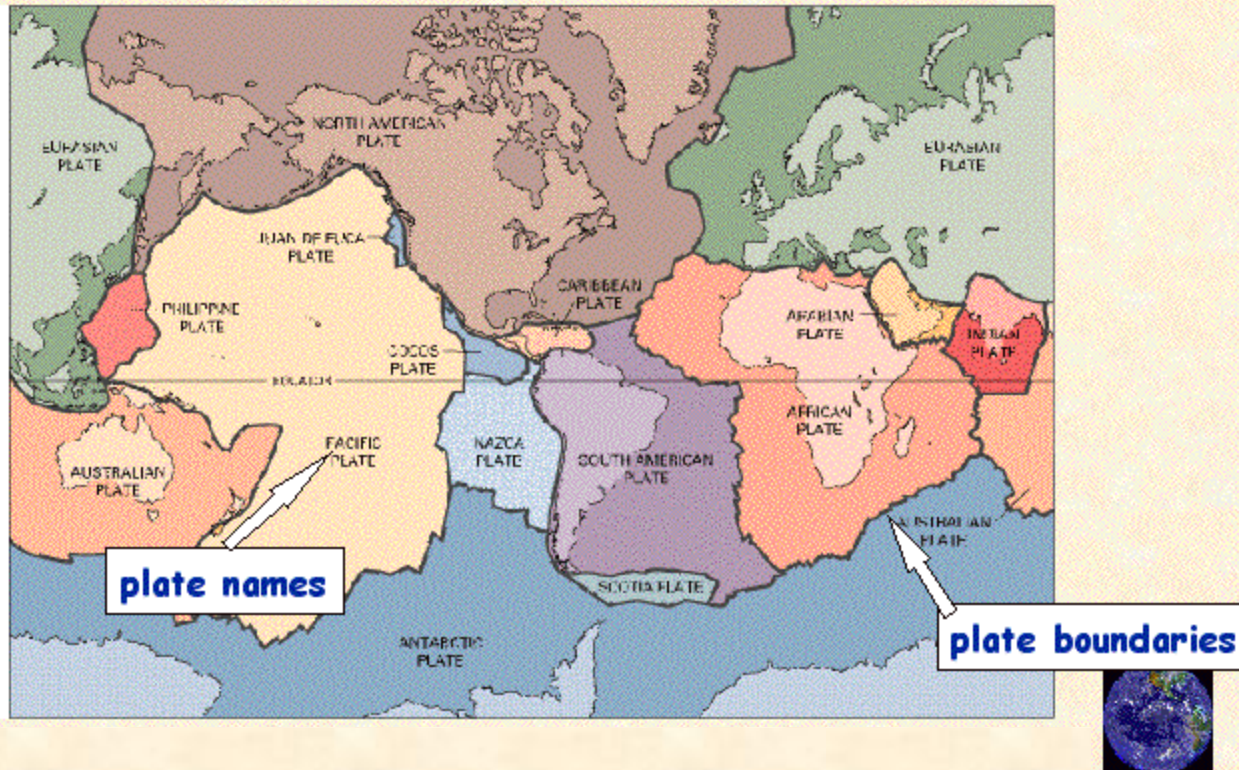 NORTH AMERICAN
PLATE
EURASIAN
PLATE
EURASIAN
PLATE
JUAN DE FUCA
PLATE
CARIBBEAN
PLATE
PHILIPPINE
PLATE
ARABIAN
PLATE
INDIAN
PLATE
COCOS
PLATE
EQUATOR
AFRICAN
PLATE
PACIFIC
PLATE
NAZCA
PLATE
SOUTH AMERICAN
PLATE
AUSTRALIAN
PLATE
AUSTRALIAN
PLATE
plate names
SCOTIA PLATE
plate boundaries
ANTARCTIC
PLATE